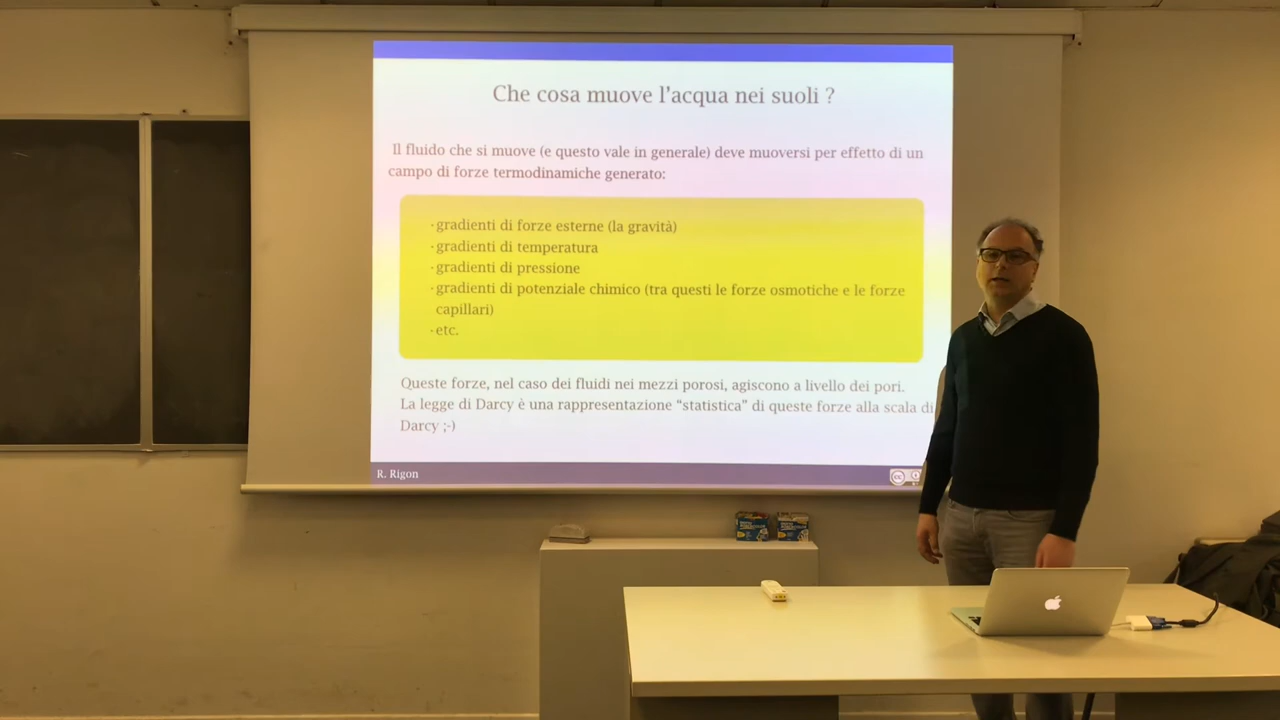 Che cosa muove l'acqua nei suoli ?
Il fluido che si muove (e questo vale in generale) deve muoversi per effetto di un
campo di forze termodinamiche generato:
· gradienti di forze esterne (la gravità)
· gradienti di temperatura
· gradienti di pressione
· gradienti di potenziale chimico (tra questi le forze osmotiche e le forze
capillari)
· etc.
Queste forze, nel caso dei fluidi nei mezzi porosi, agiscono a livello dei pori.
La legge di Darcy è una rappresentazione “statistica” di queste forze alla scala di
Darcy ;-)
R. Rigon
cc